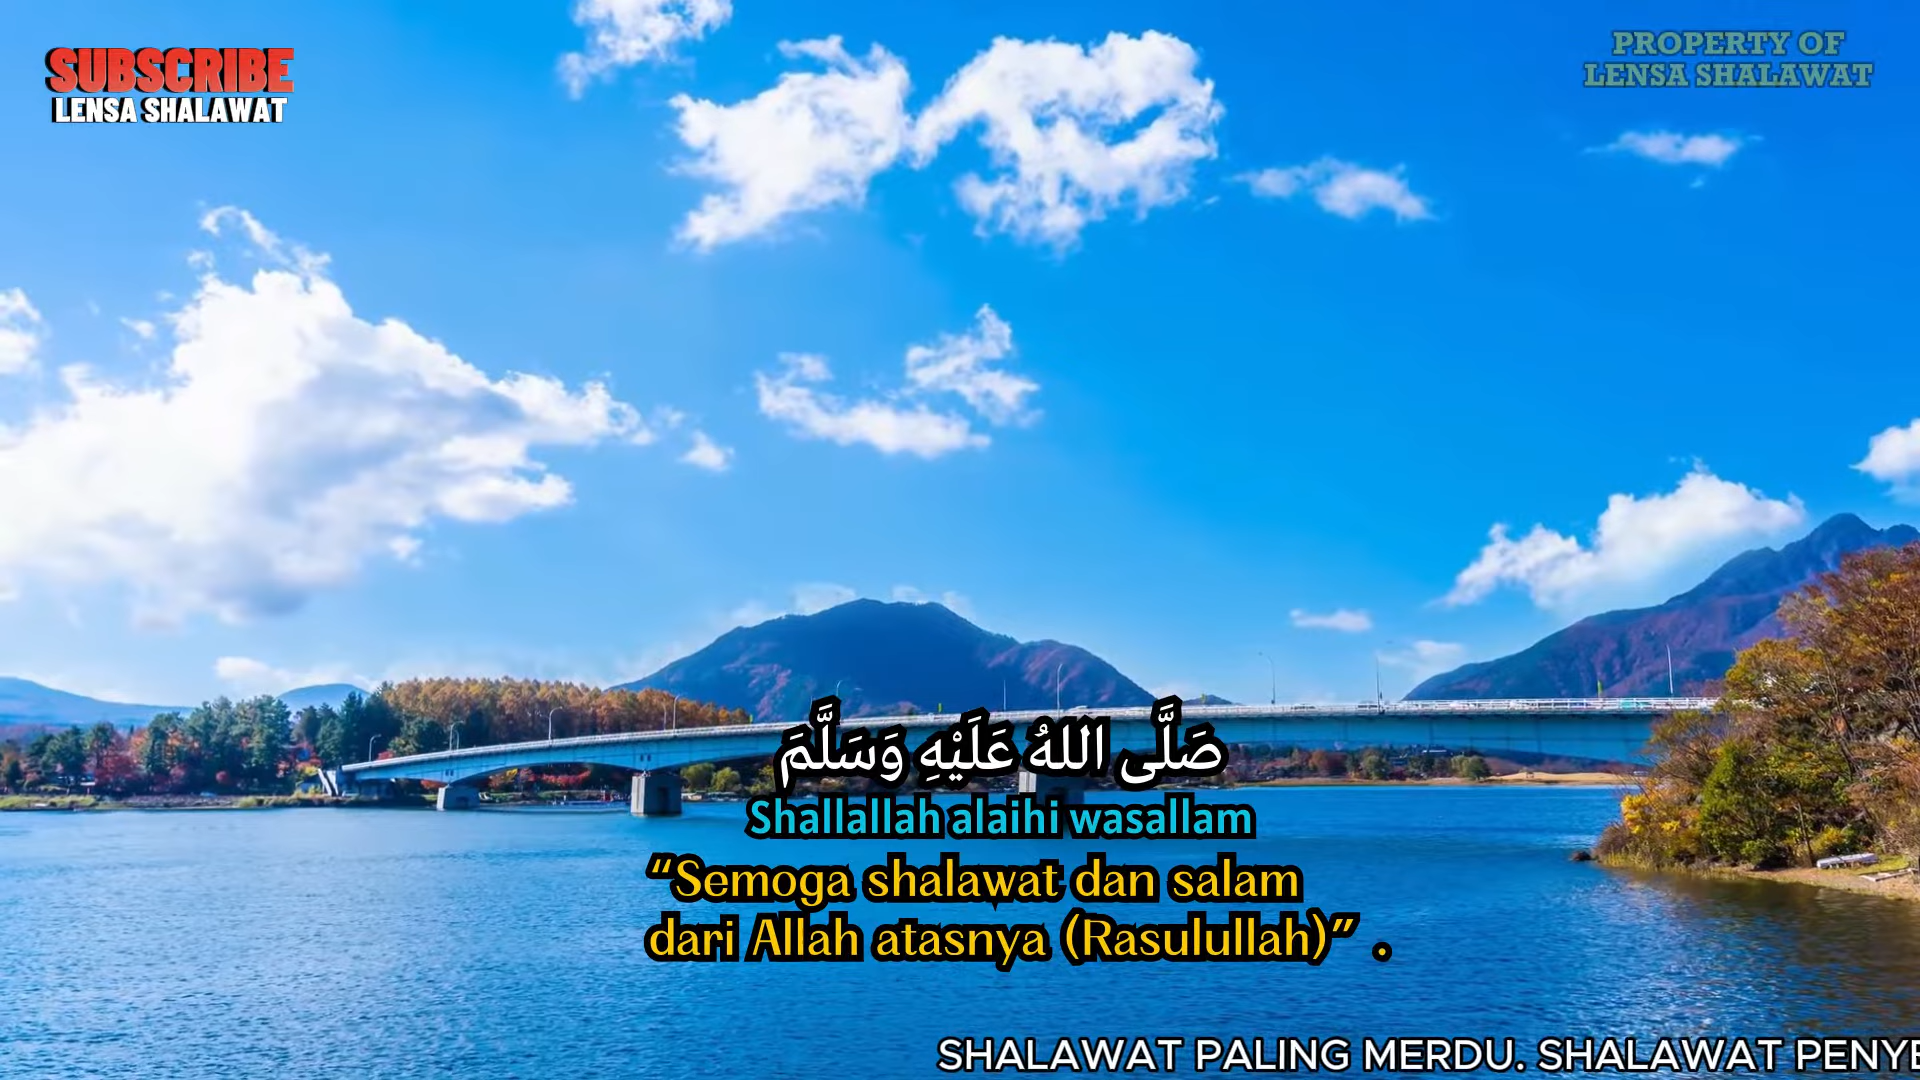 SUBSCRIBE
LENSA SHALAWAT
PROPERTY OF
LENSA SHALAWAT
صَلَّى اللهُ عَلَيْهِ وَسَلَّمَ
Shallallah alaihi wasallam
“Semoga shalawat dan salam
dari Allah atasnya (Rasulullah)” .
SHALAWAT PALING MERDU. SHALAWAT PENYE